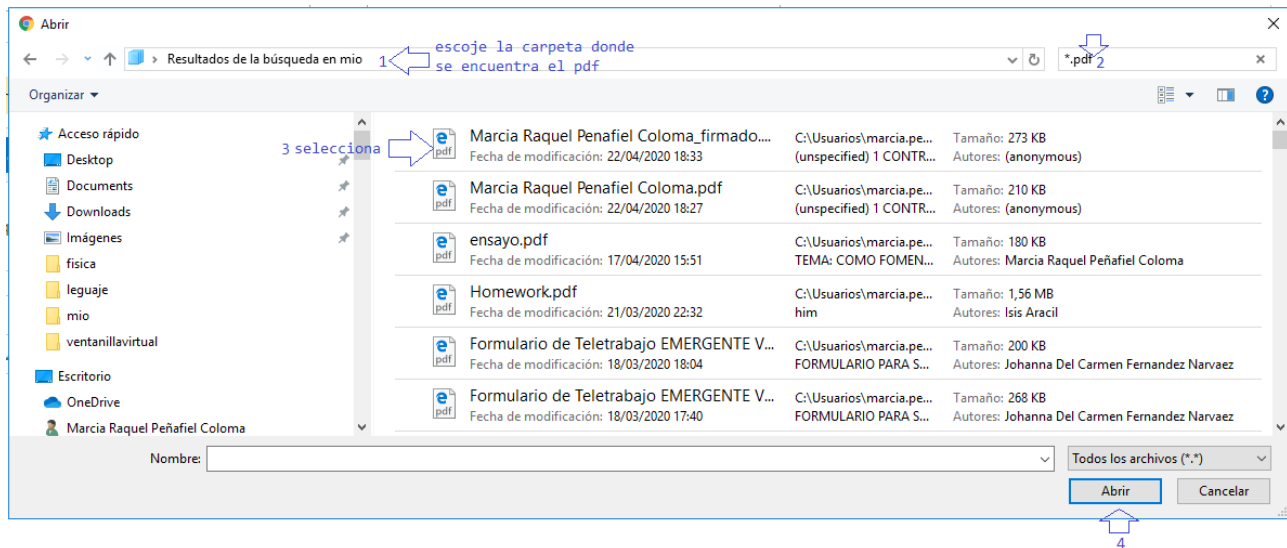 Abrir
Resultados de la búsqueda en mio
1
escoje la carpeta donde
se encuentra el pdf
*.pdf
2
Organizar
Acceso rápido
Desktop
Documents
Downloads
Imágenes
fisica
leguaje
mio
ventanillavirtual
Escritorio
OneDrive
Marcia Raquel Peñafiel Coloma
3 selecciona
pdf
Marcia Raquel Penafiel Coloma_firmado....
Fecha de modificación: 22/04/2020 18:33
C:\Usuarios\marcia.pe...
(unspecified) 1 CONTR...
Tamaño: 273 KB
Autores: (anonymous)
pdf
Marcia Raquel Penafiel Coloma.pdf
Fecha de modificación: 22/04/2020 18:27
C:\Usuarios\marcia.pe...
(unspecified) 1 CONTR...
Tamaño: 210 KB
Autores: (anonymous)
pdf
ensayo.pdf
Fecha de modificación: 17/04/2020 15:51
C:\Usuarios\marcia.pe...
TEMA: COMO FOMEN...
Tamaño: 180 KB
Autores: Marcia Raquel Peñafiel Coloma
pdf
Homework.pdf
Fecha de modificación: 21/03/2020 22:32
C:\Usuarios\marcia.pe...
him
Tamaño: 1,56 MB
Autores: Isis Aracil
pdf
Formulario de Teletrabajo EMERGENTE V...
Fecha de modificación: 18/03/2020 18:04
C:\Usuarios\marcia.pe...
FORMULARIO PARA S...
Tamaño: 200 KB
Autores: Johanna Del Carmen Fernandez Narvaez
pdf
Formulario de Teletrabajo EMERGENTE V...
Fecha de modificación: 18/03/2020 17:40
C:\Usuarios\marcia.pe...
FORMULARIO PARA S...
Tamaño: 268 KB
Autores: Johanna Del Carmen Fernandez Narvaez
Nombre:
Todos los archivos (*.*)
Abrir
Cancelar
4